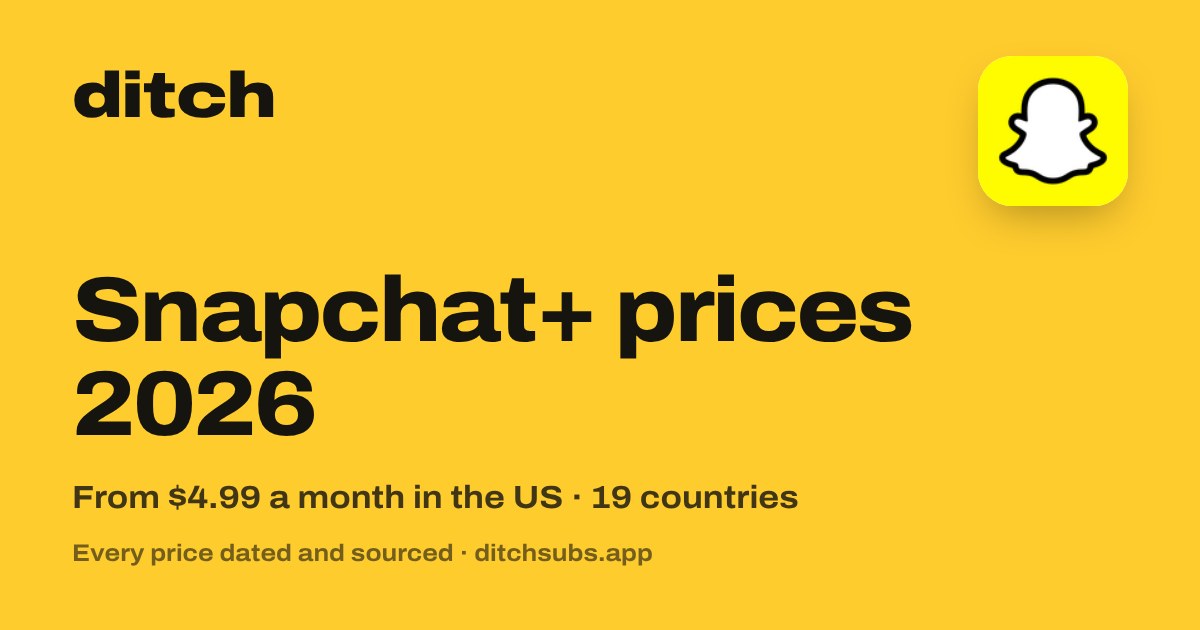 ditch
Snapchat+ prices
2026
From $4.99 a month in the US · 19 countries
Every price dated and sourced · ditchsubs.app